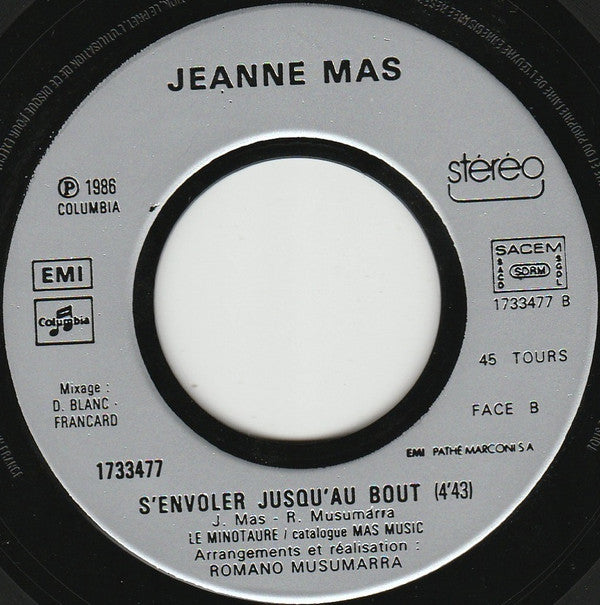 JEANNE MAS
stéréo
℗ 1986
COLUMBIA
EMI
Columbia
SACEM
SACD
SDRM
SGDL
1733477 B
45 TOURS
Mixage :
D. BLANC -
FRANCARD
FACE B
EMI PATHÉ MARCONI S A
1733477
S'ENVOLER JUSQU'AU BOUT (4'43)
J. Mas - R. Musumarra
LE MINOTAURE / catalogue MAS MUSIC
Arrangements et réalisation :
ROMANO MUSUMARRA